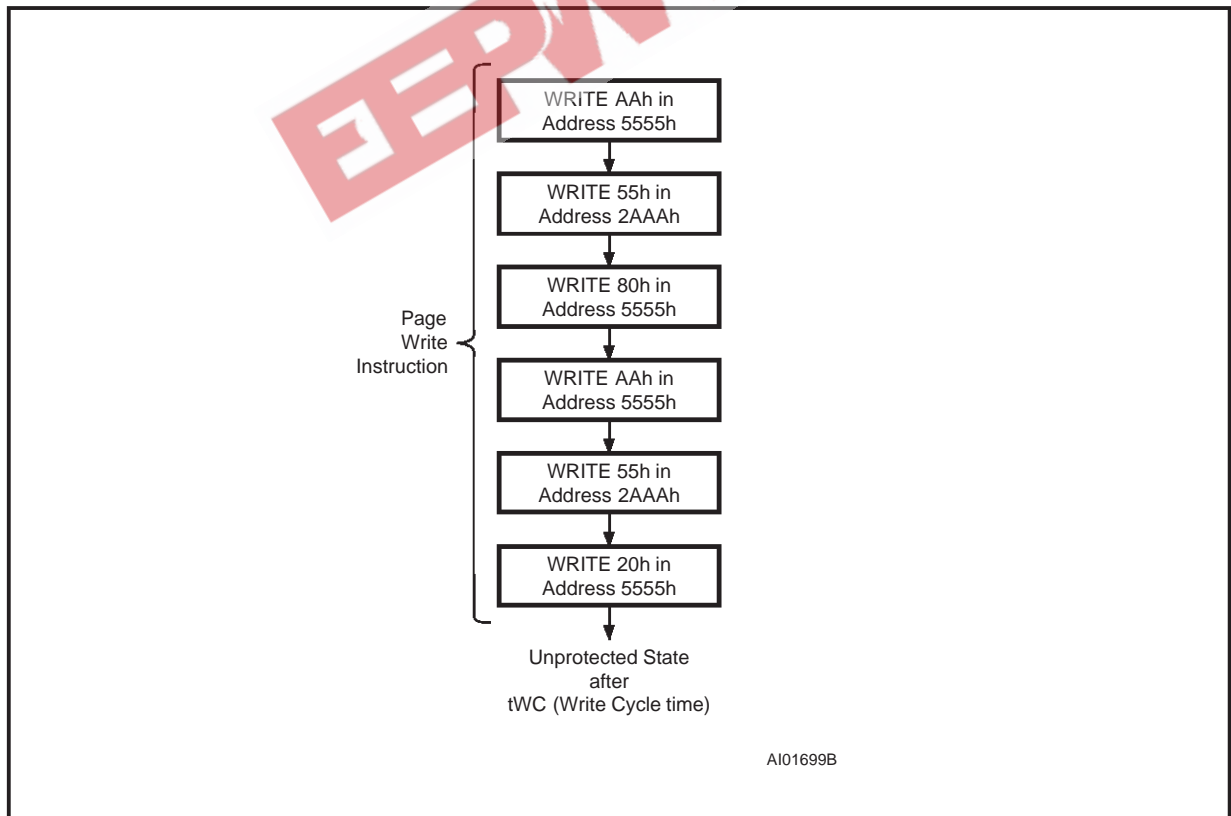 EEPW
WRITE AAh in
Address 5555h
WRITE 55h in
Address 2AAAh
WRITE 80h in
Address 5555h
Page
Write
Instruction
WRITE AAh in
Address 5555h
WRITE 55h in
Address 2AAAh
WRITE 20h in
Address 5555h
Unprotected State
after
tWC (Write Cycle time)
AI01699B